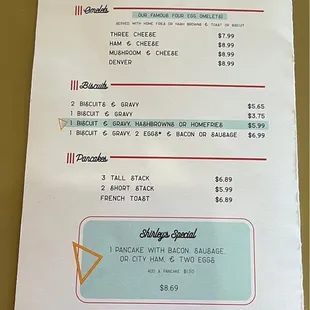 Omelets
OUR FAMOUS FOUR EGG OMELETS!
SERVED WITH HOME FRIES OR HASH BROWNS & TOAST OR BISCUIT
THREE CHEESE $7.99
HAM & CHEESE $8.99
MUSHROOM & CHEESE $8.99
DENVER $8.99
Biscuits
2 BISCUITS & GRAVY $5.65
1 BISCUIT & GRAVY $3.75
1 BISCUIT & GRAVY, HASHBROWNS OR HOMEFRIES $5.99
1 BISCUIT & GRAVY, 2 EGGS* & BACON OR SAUSAGE $6.99
Pancakes
3 TALL STACK $6.89
2 SHORT STACK $5.99
FRENCH TOAST $6.89
Shirley's Special
1 PANCAKE WITH BACON, SAUSAGE,
OR CITY HAM, & TWO EGGS
ADD A PANCAKE $1.50
$8.69